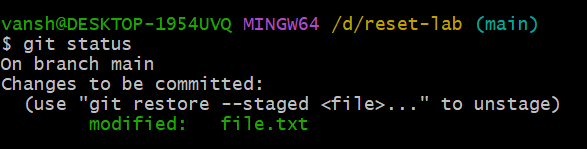 vansh@DESKTOP-1954UVQ MINGW64 /d/reset-lab (main)
$ git status
On branch main
Changes to be committed:
  (use "git restore --staged <file>..." to unstage)
        modified:   file.txt